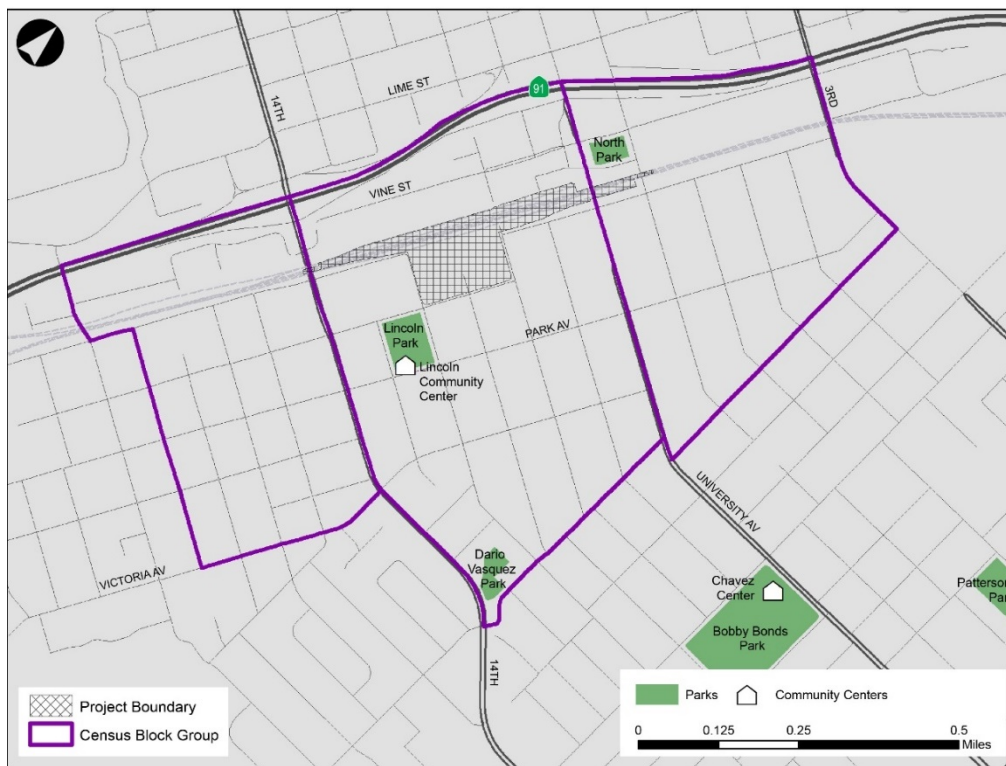 LIME ST
14TH
91
3RD
North
Park
VINE ST
Lincoln
Park
PARK AV
Lincoln
Community
Center
UNIVERSITY AV
VICTORIA AV
Dario
Vasquez
Park
Chavez
Center
Patterson
Par
Bobby Bonds
Park
14TH
Project Boundary
Census Block Group
Parks
Community Centers
0 0.125 0.25 0.5
Miles